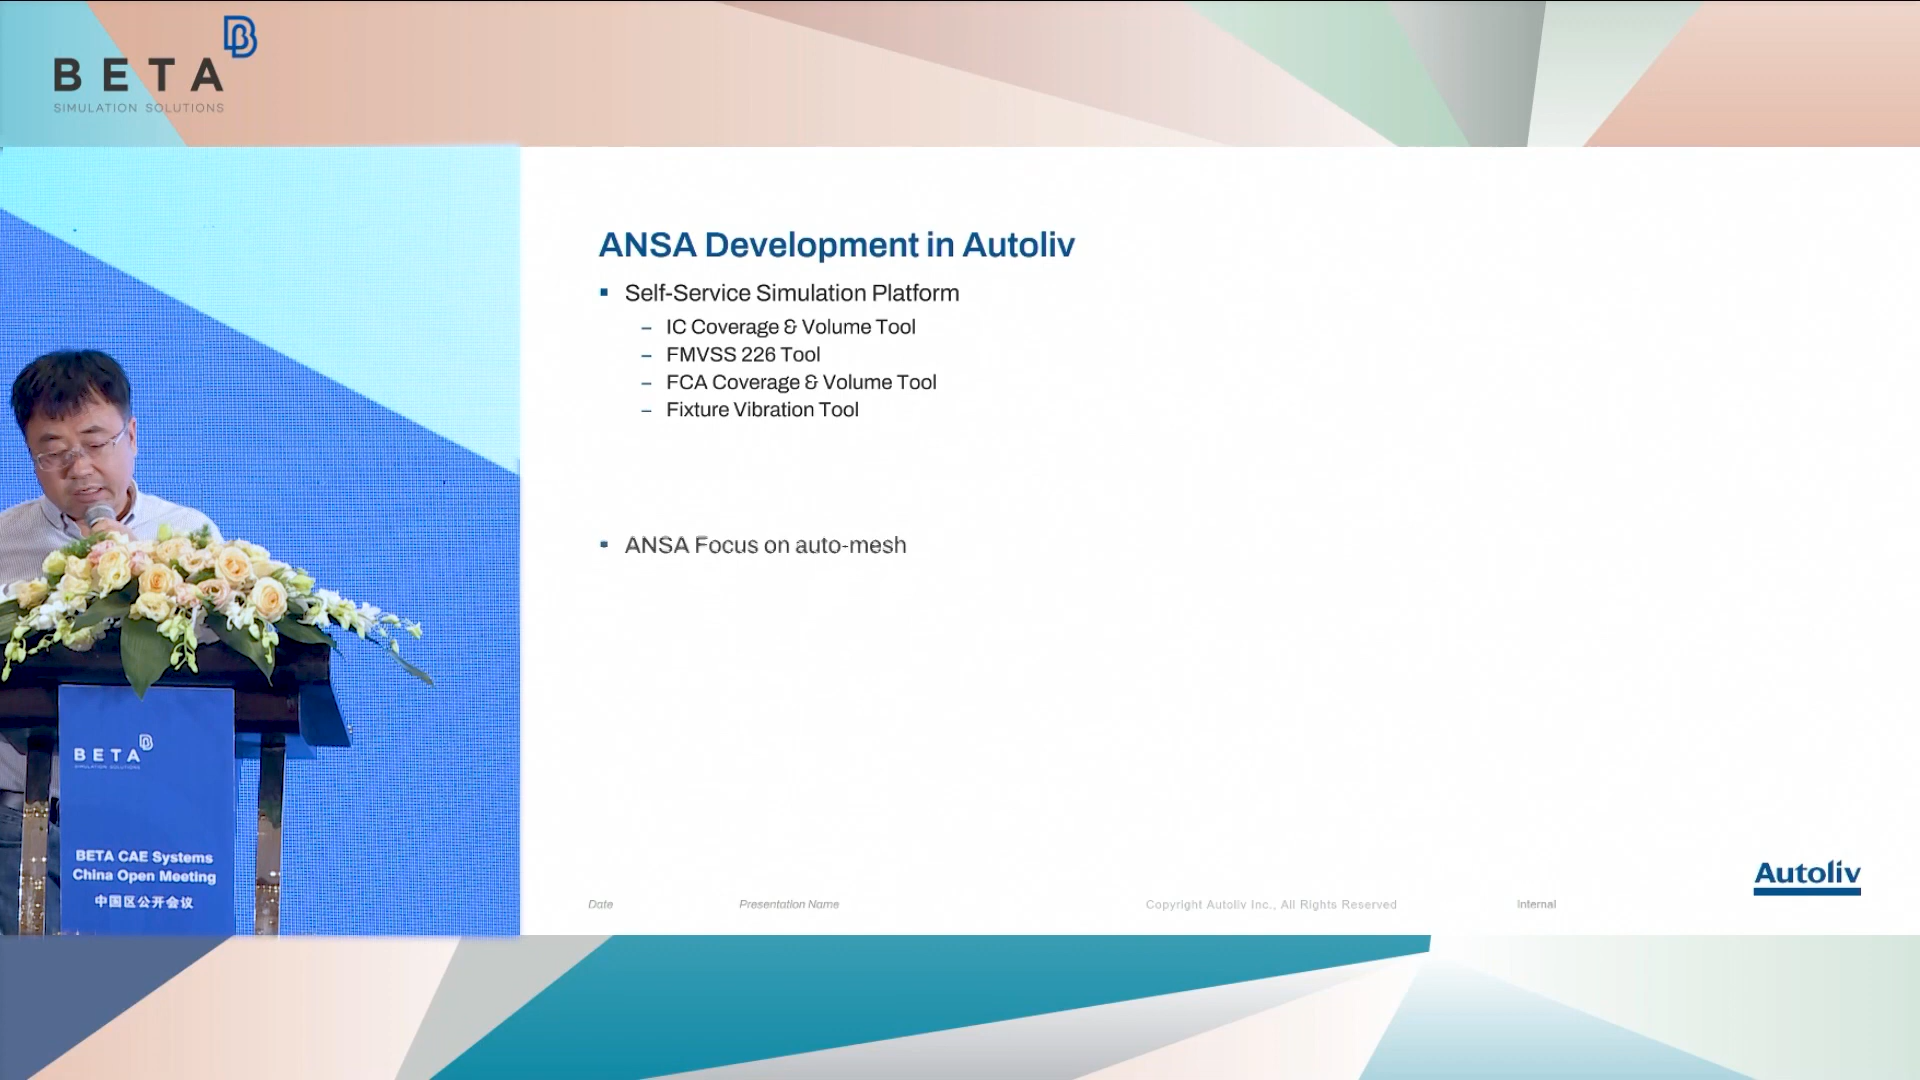 BETA
SIMULATION SOLUTIONS
ANSA Development in Autoliv
Self-Service Simulation Platform
– IC Coverage & Volume Tool
– FMVSS 226 Tool
– FCA Coverage & Volume Tool
– Fixture Vibration Tool
ANSA Focus on auto-mesh
BETA
SIMULATION SOLUTIONS
BETA CAE Systems
China Open Meeting
中国区公开会议
Autoliv
Date
Presentation Name
Copyright Autoliv Inc., All Rights Reserved
Internal